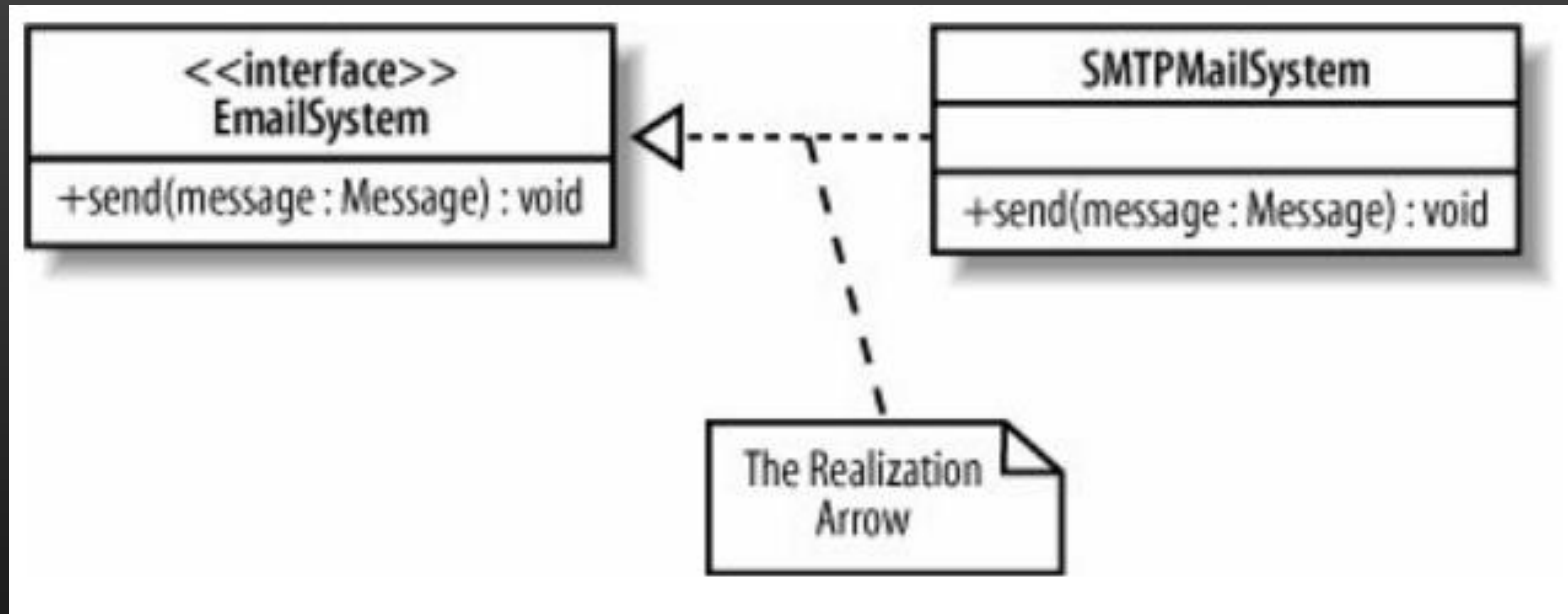 <<interface>>
EmailSystem
+send(message : Message) : void
SMTPMailSystem
+send(message : Message) : void
The Realization
Arrow